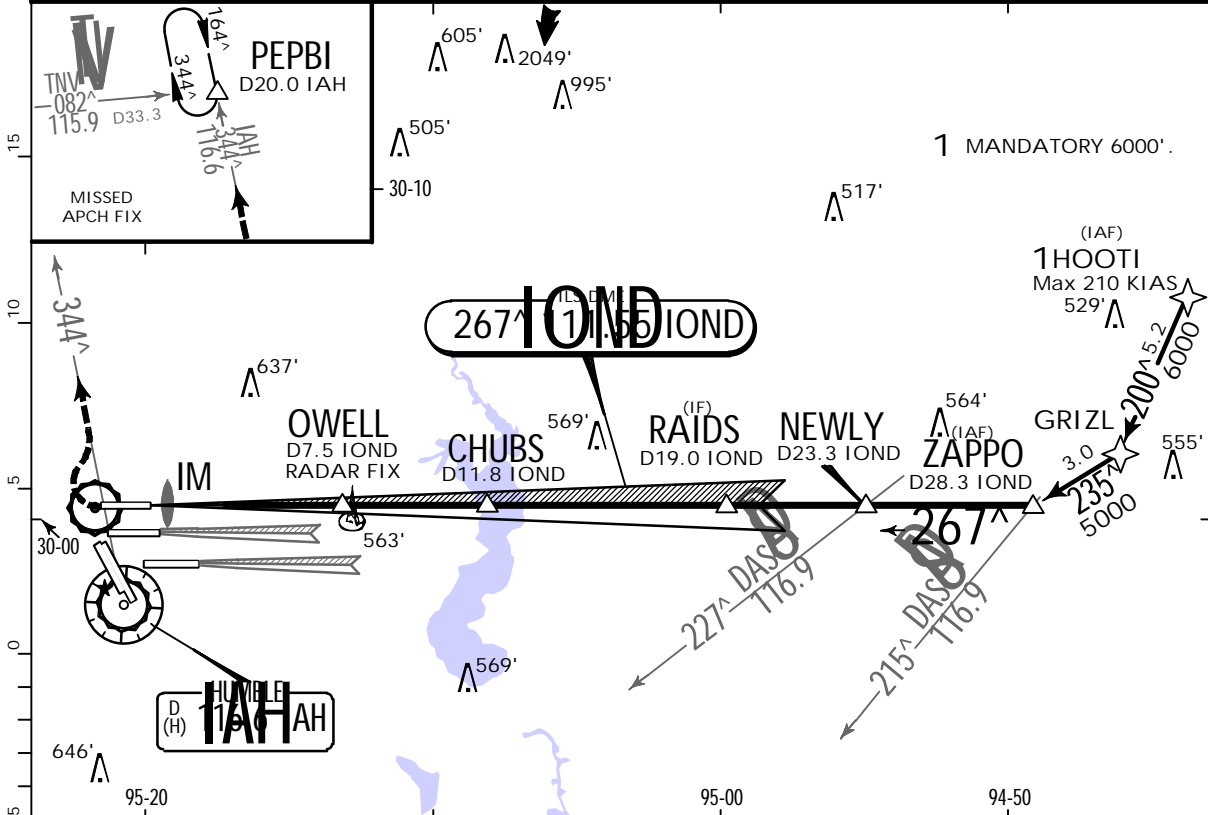 TNV
082^
115.9
D33.3
344^
164^
PEPBI
D20.0 IAH
IAH
344^
116.6
MISSED
APCH FIX
605'
2049'
995'
505'
30-10
15
1 MANDATORY 6000'.
517'
(IAF)
1HOOTI
Max 210 KIAS
529'
5.2
200^
6000
10
344^
637'
ILS DME
267^ 111.55 IOND
IOND
569'
564'
OWELL
D7.5 IOND
RADAR FIX
CHUBS
D11.8 IOND
(IF)
RAIDS
D19.0 IOND
NEWLY
D23.3 IOND
(IAF)
ZAPPO
D28.3 IOND
GRIZL
3.0
235^
5000
555'
IM
5
267^
563'
30-00
227^
DAS
116.9
215^
DAS
116.9
0
569'
HUMBLE
D
(H)
116.6
IAH
646'
5
95-20
95-00
94-50